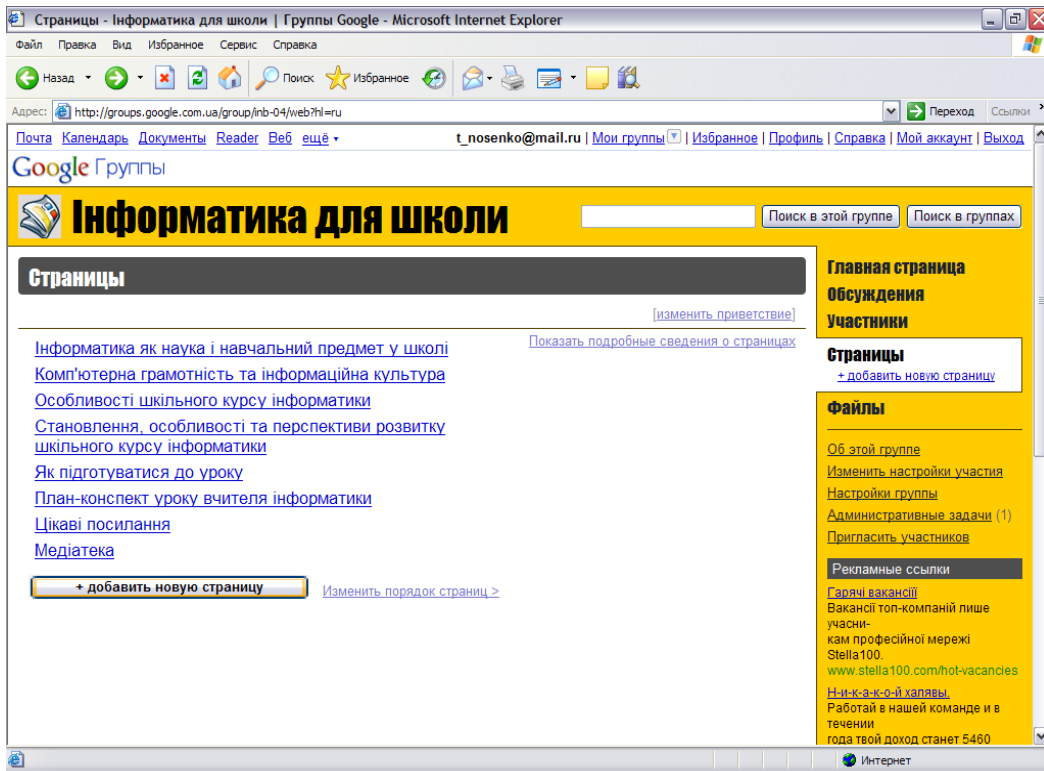 Страницы - Інформатика для школи | Группы Google - Microsoft Internet Explorer
Файл Правка Вид Избранное Сервис Справка
Назад Поиск Избранное
Адрес: http://groups.google.com.ua/group/inb-04/web?hl=ru Переход Ссылки »
Почта Календарь Документы Reader Веб ещё t_nosenko@mail.ru | Мои группы | Избранное | Профиль | Справка | Мой аккаунт | Выход
Google Группы
Інформатика для школи Поиск в этой группе Поиск в группах
Страницы
[изменить приветствие]
Показать подробные сведения о страницах
Інформатика як наука і навчальний предмет у школі
Комп'ютерна грамотність та інформаційна культура
Особливості шкільного курсу інформатики
Становлення, особливості та перспективи розвитку
шкільного курсу інформатики
Як підготуватися до уроку
План-конспект уроку вчителя інформатики
Цікаві посилання
Медіатека
+ добавить новую страницу Изменить порядок страниц >
Главная страница
Обсуждения
Участники
Страницы
+ добавить новую страницу
Файлы
Об этой группе
Изменить настройки участия
Настройки группы
Административные задачи (1)
Пригласить участников
Рекламные ссылки
Гарячі вакансіїї
Вакансії топ-компаній лише
учасни-
кам професійної мережі
Stella100.
www.stella100.com/hot-vacancies
Н-и-к-а-к-о-й халявы.
Работай в нашей команде и в
течении
года твой доход станет 5460
Интернет